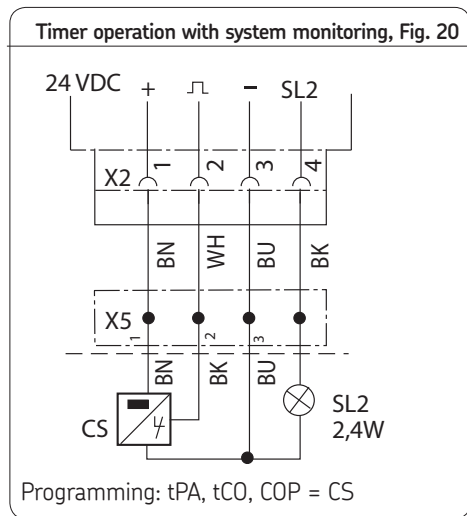 Timer operation with system monitoring, Fig. 20
24 VDC + ⎍ − SL2
X2 1 2 3 4
BN WH BU BK
X5 1 2 3
BN BK BU
CS SL2
2,4W
Programming: tPA, tCO, COP = CS